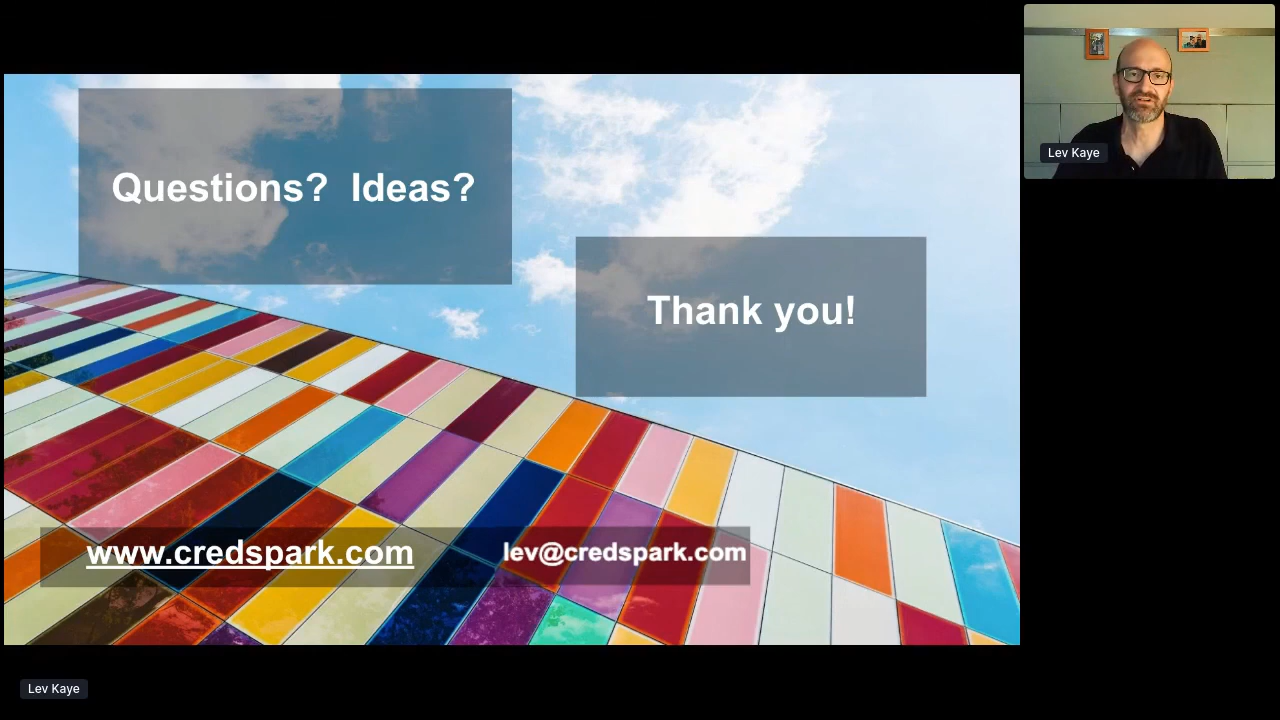 Questions?  Ideas?
Thank you!
www.credspark.com
lev@credspark.com
Lev Kaye
Lev Kaye